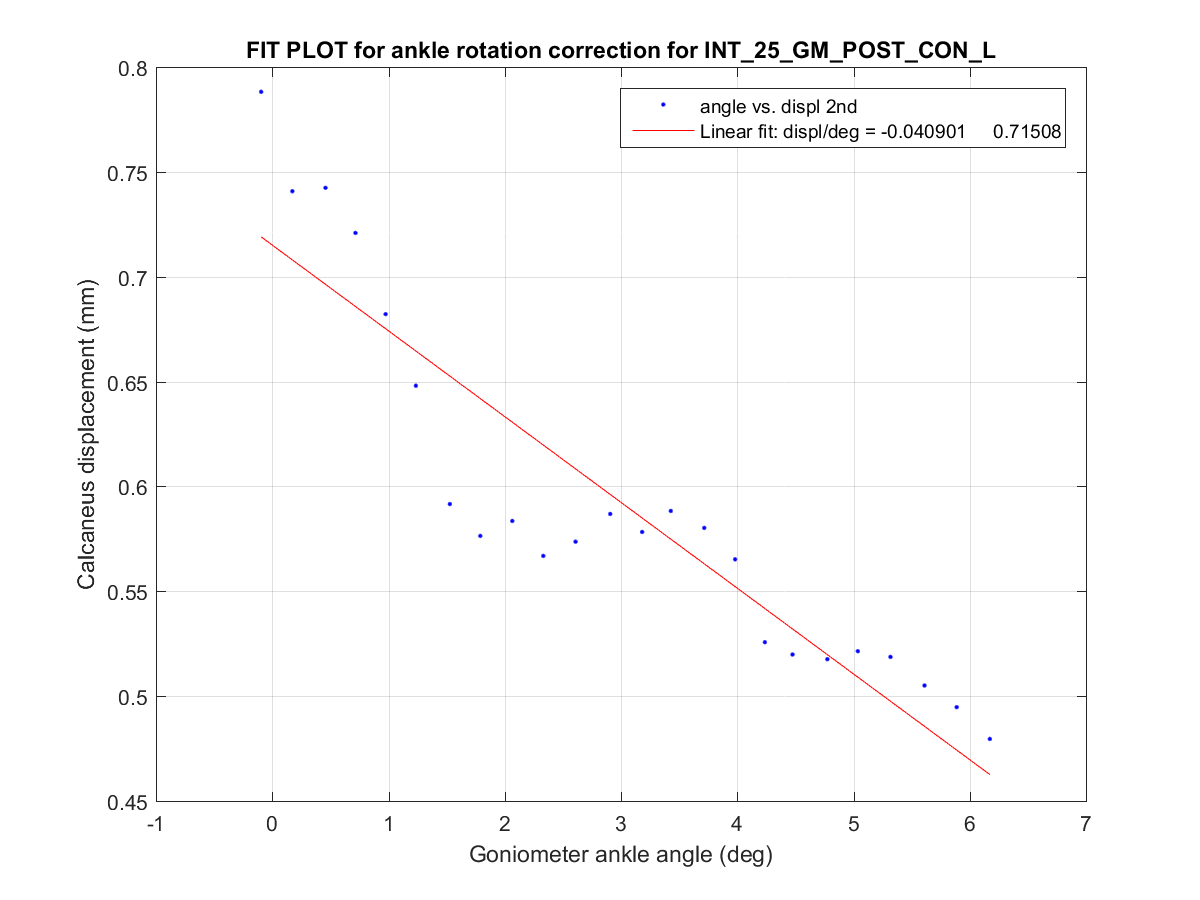 FIT PLOT for ankle rotation correction for INT_25_GM_POST_CON_L
0.8
0.75
0.7
0.65
0.6
0.55
0.5
0.45
Calcaneus displacement (mm)
angle vs. displ 2nd
Linear fit: displ/deg = -0.040901 0.71508
-1 0 1 2 3 4 5 6 7
Goniometer ankle angle (deg)